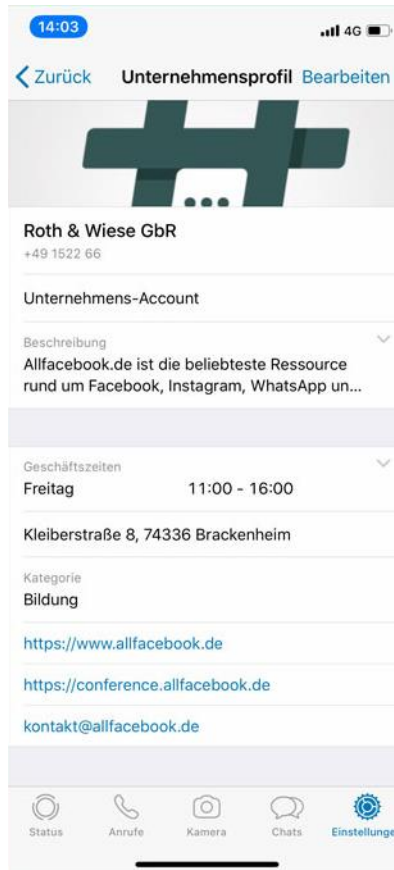 14:03
4G
Zurück Unternehmensprofil Bearbeiten
Roth & Wiese GbR
+49 1522 66
Unternehmens-Account
Beschreibung
Allfacebook.de ist die beliebteste Ressource
rund um Facebook, Instagram, WhatsApp un...
Geschäftszeiten
Freitag 11:00 - 16:00
Kleiberstraße 8, 74336 Brackenheim
Kategorie
Bildung
https://www.allfacebook.de
https://conference.allfacebook.de
kontakt@allfacebook.de
Status Anrufe Kamera Chats Einstellunge